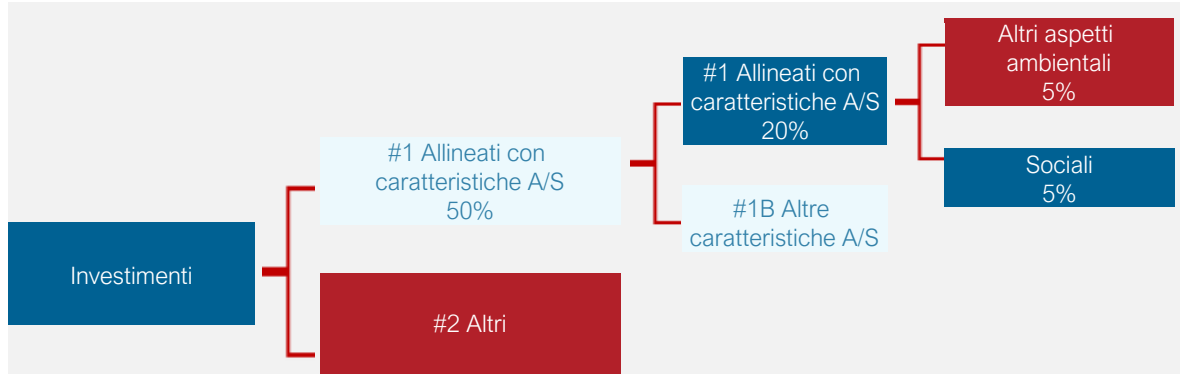 Investimenti
#1 Allineati con
caratteristiche A/S
50%
#2 Altri
#1 Allineati con
caratteristiche A/S
20%
#1B Altre
caratteristiche A/S
Altri aspetti
ambientali
5%
Sociali
5%